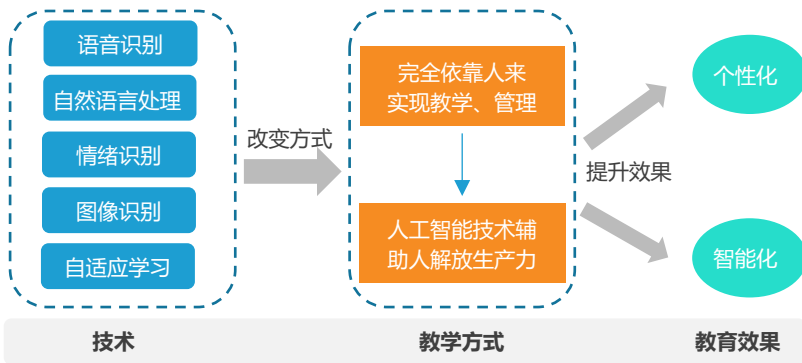 语音识别
自然语言处理
情绪识别
图像识别
自适应学习
改变方式
完全依靠人来
实现教学、管理
人工智能技术辅
助人解放生产力
提升效果
个性化
智能化
技术
教学方式
教育效果